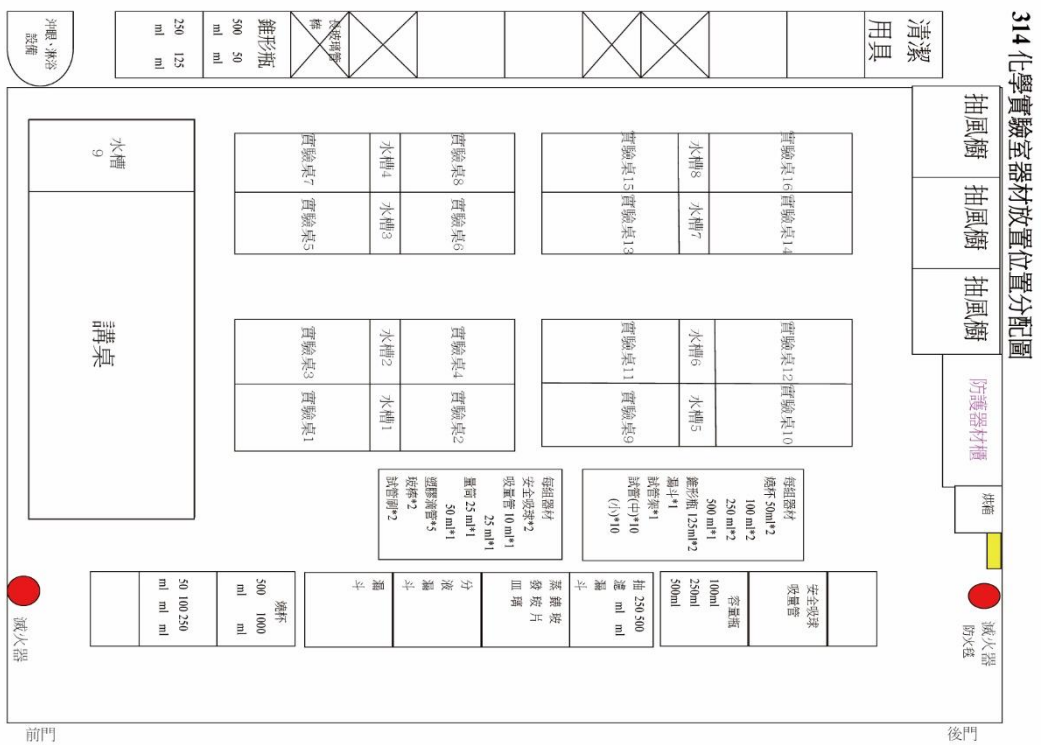 314 化學實驗室器材放置位置分配圖
沖眼、淋浴
設備
錐形瓶
500 50
ml ml
250 125
ml ml
長玻璃管
棒
清潔
用具
抽風櫥
抽風櫥
抽風櫥
防護器材櫃
烘箱
水槽
9
講桌
實驗桌7
水槽4
實驗桌8
實驗桌5
水槽3
實驗桌6
實驗桌15
水槽8
實驗桌16
實驗桌13
水槽7
實驗桌14
實驗桌3
水槽2
實驗桌4
實驗桌1
水槽1
實驗桌2
實驗桌11
水槽6
實驗桌12
實驗桌9
水槽5
實驗桌10
每組器材
安全吸球*2
吸量管 10 ml*1
25 ml*1
量筒 25 ml*1
50 ml*1
塑膠滴管*5
玻棒*2
試管刷*2
每組器材
燒杯 50ml*2
100 ml*2
250 ml*2
500 ml*1
錐形瓶 125ml*2
漏斗*1
試管架*1
試管(中)*10
(小)*10
燒杯
500 1000
ml ml
50 100 250
ml ml ml
漏
斗
分
液
漏
斗
蒸 錶 玻
發 玻 片
皿 璃
抽 250 500
濾 ml ml
漏
斗
容量瓶
100ml
250ml
500ml
安全吸球
吸量管
滅火器
滅火器
防火毯
前門
後門